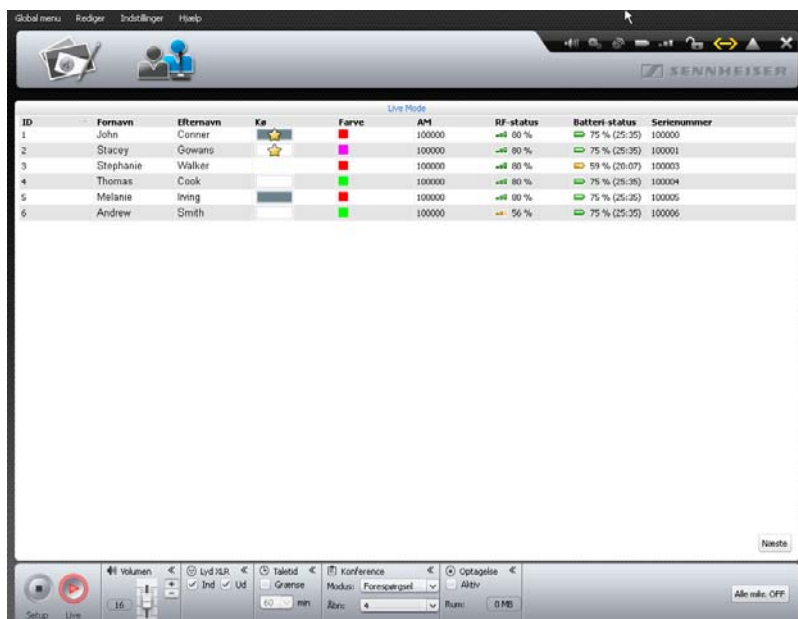 Global menu Rediger Indstillinger Hjælp
SENNHEISER
Live Mode
ID Fornavn Efternavn Kø Farve AM RF-status Batteri-status Serienummer
1 John Conner 100000 80 % 75 % (25:35) 100000
2 Stacey Gowans 100000 80 % 75 % (25:35) 100001
3 Stephanie Walker 100000 80 % 59 % (20:07) 100003
4 Thomas Cook 100000 80 % 75 % (25:35) 100004
5 Melanie Irving 100000 80 % 75 % (25:35) 100005
6 Andrew Smith 100000 56 % 75 % (25:35) 100006
Næste
Volumen Lyd XLR Taletid Konference Optagelse
Ind Ud Grænse Modus: Forespørgsel Aktiv
16 60 min Åbn: 4 Rum: 0 MB
Alle mikr. OFF
Setup Live